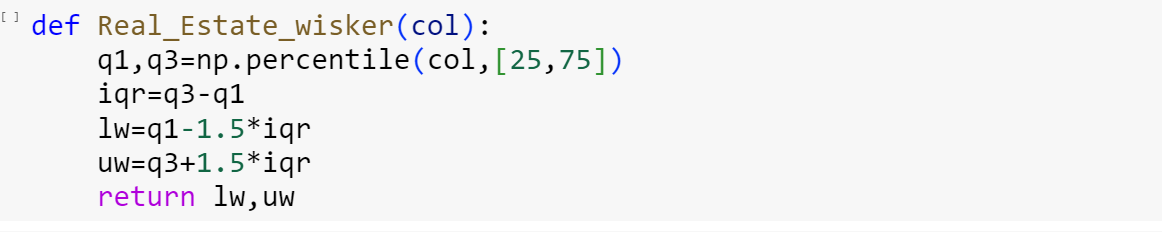 [ ] def Real_Estate_wisker(col):
q1,q3=np.percentile(col,[25,75])
iqr=q3-q1
lw=q1-1.5*iqr
uw=q3+1.5*iqr
return lw,uw